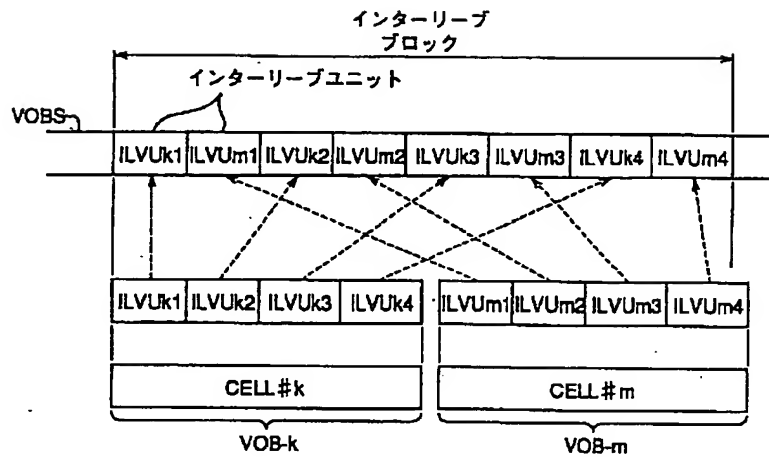 インターリーブ
ブロック
インターリーブユニット
VOBS
ILVUk1 ILVUm1 ILVUk2 ILVUm2 ILVUk3 ILVUm3 ILVUk4 ILVUm4
ILVUk1 ILVUk2 ILVUk3 ILVUk4 ILVUm1 ILVUm2 ILVUm3 ILVUm4
CELL#k CELL#m
VOB-k VOB-m